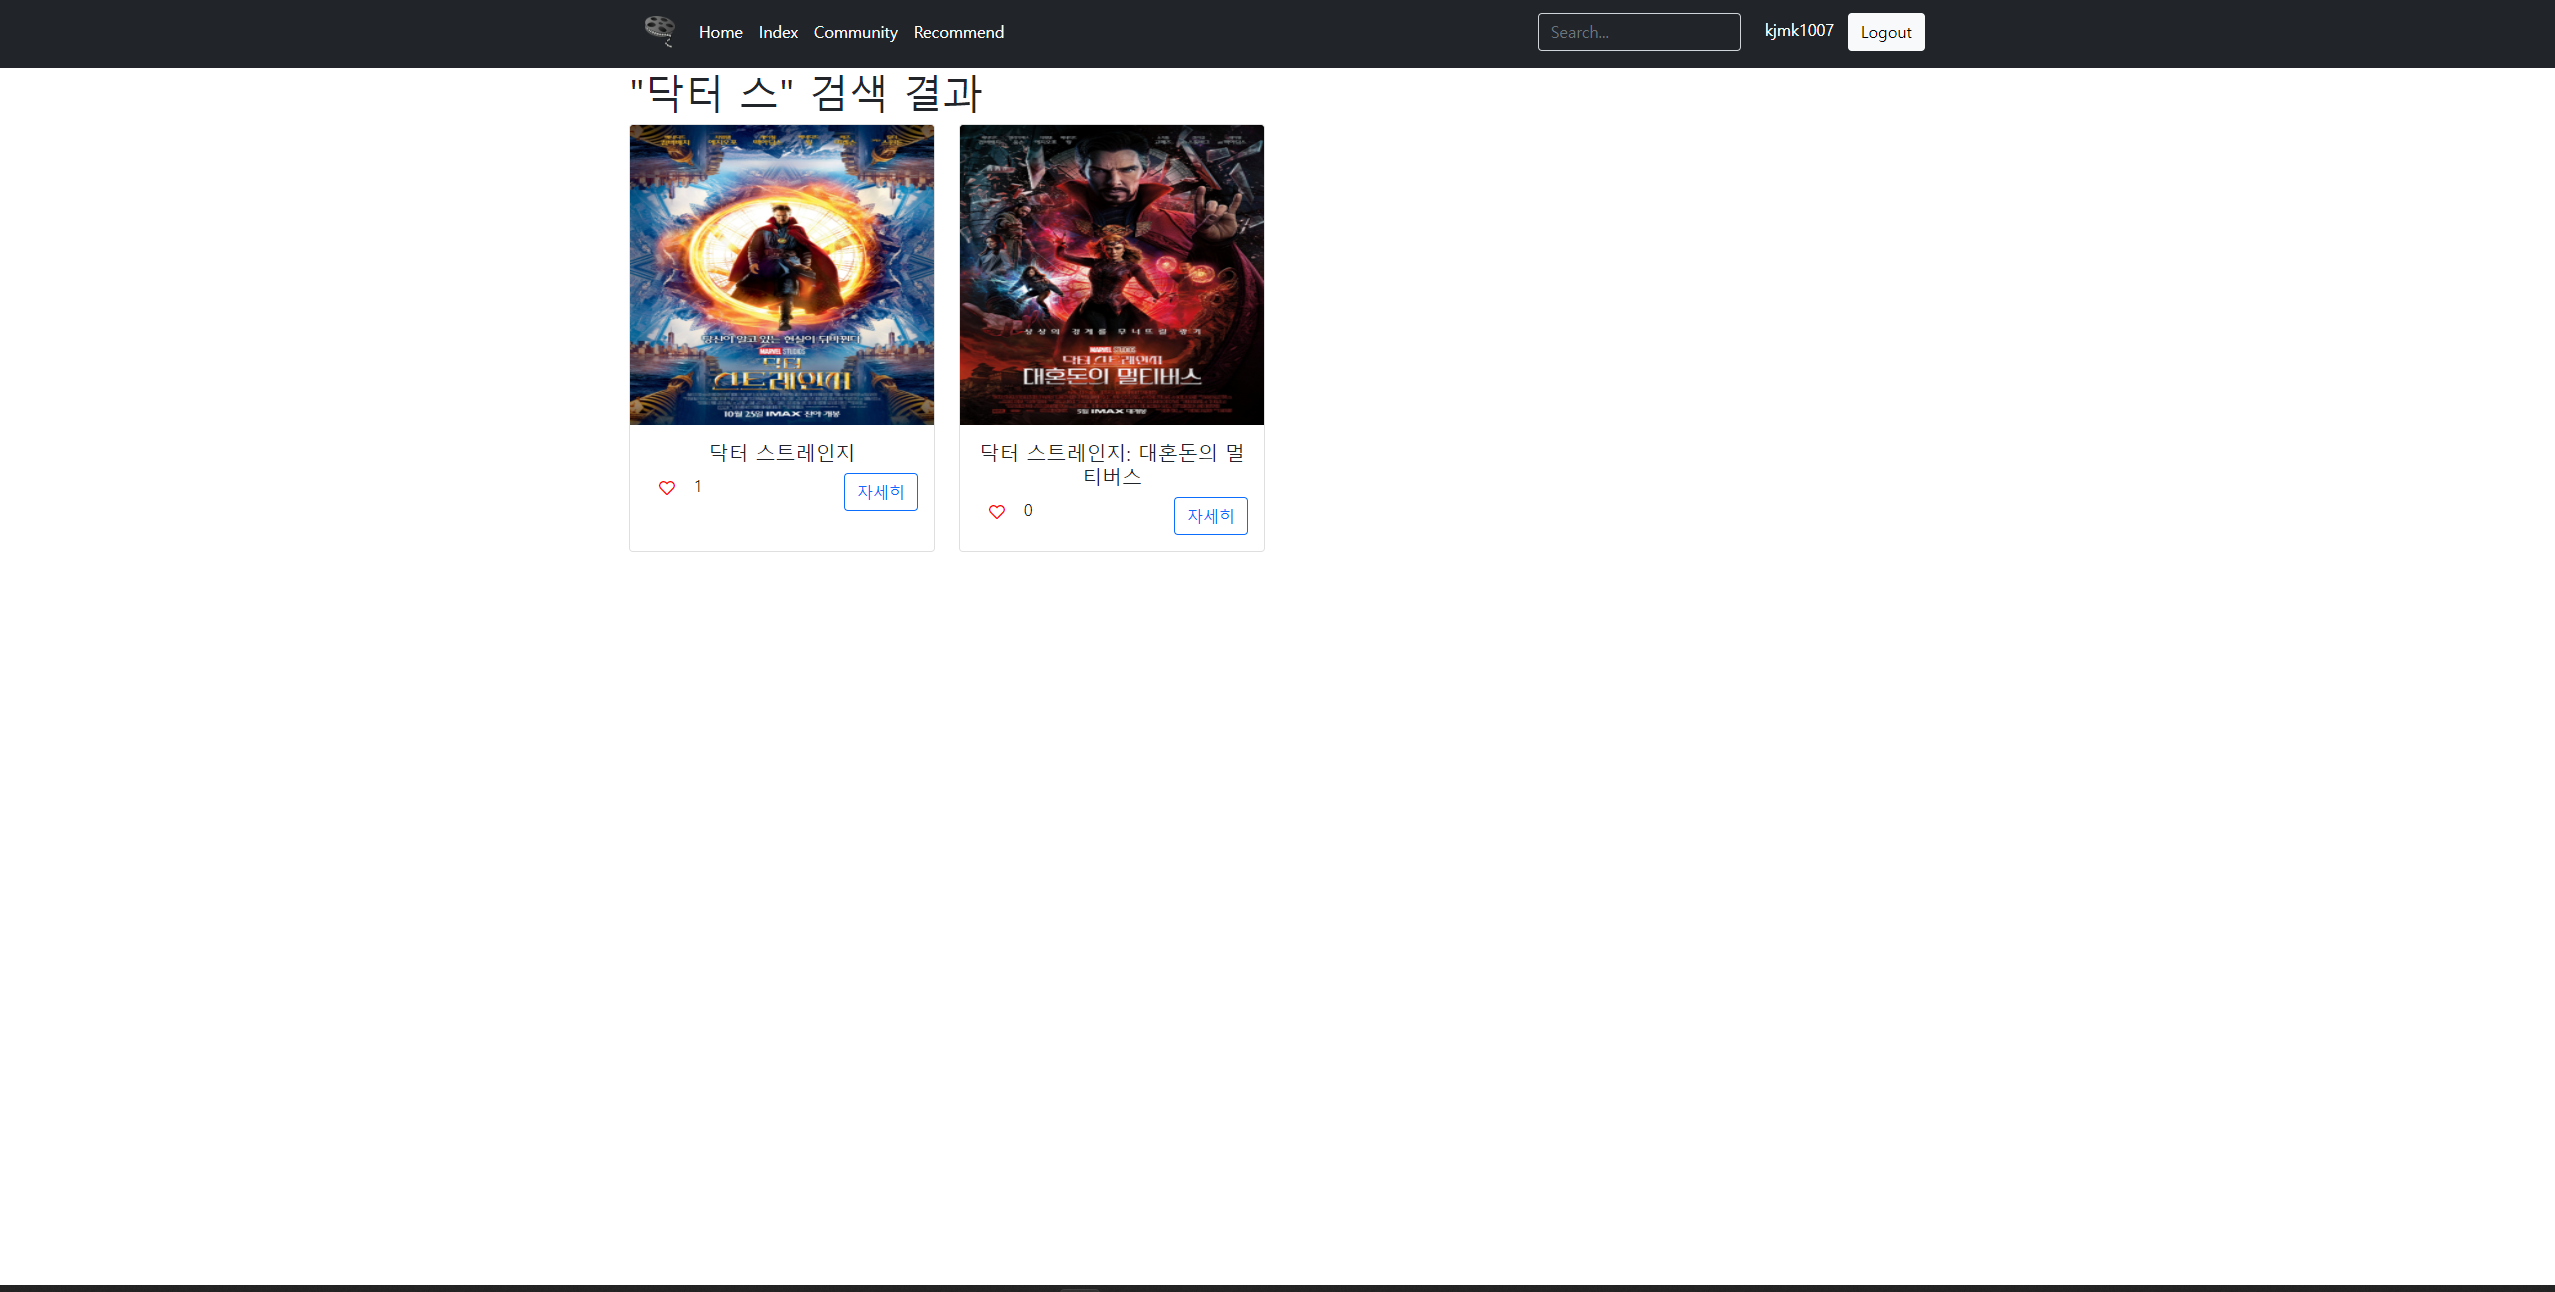 Home Index Community Recommend Search... kjmk1007 Logout
"닥터 스" 검색 결과
당신이 알고 있는 현실이 뒤바뀐다
MARVEL STUDIOS
닥터
스트레인지
10월 25일 IMAX 전야 개봉
상상의 경계를 무너뜨릴 광기
MARVEL STUDIOS
닥터 스트레인지
대혼돈의 멀티버스
5월 IMAX 대개봉
닥터 스트레인지
1 자세히
닥터 스트레인지: 대혼돈의 멀
티버스
0 자세히